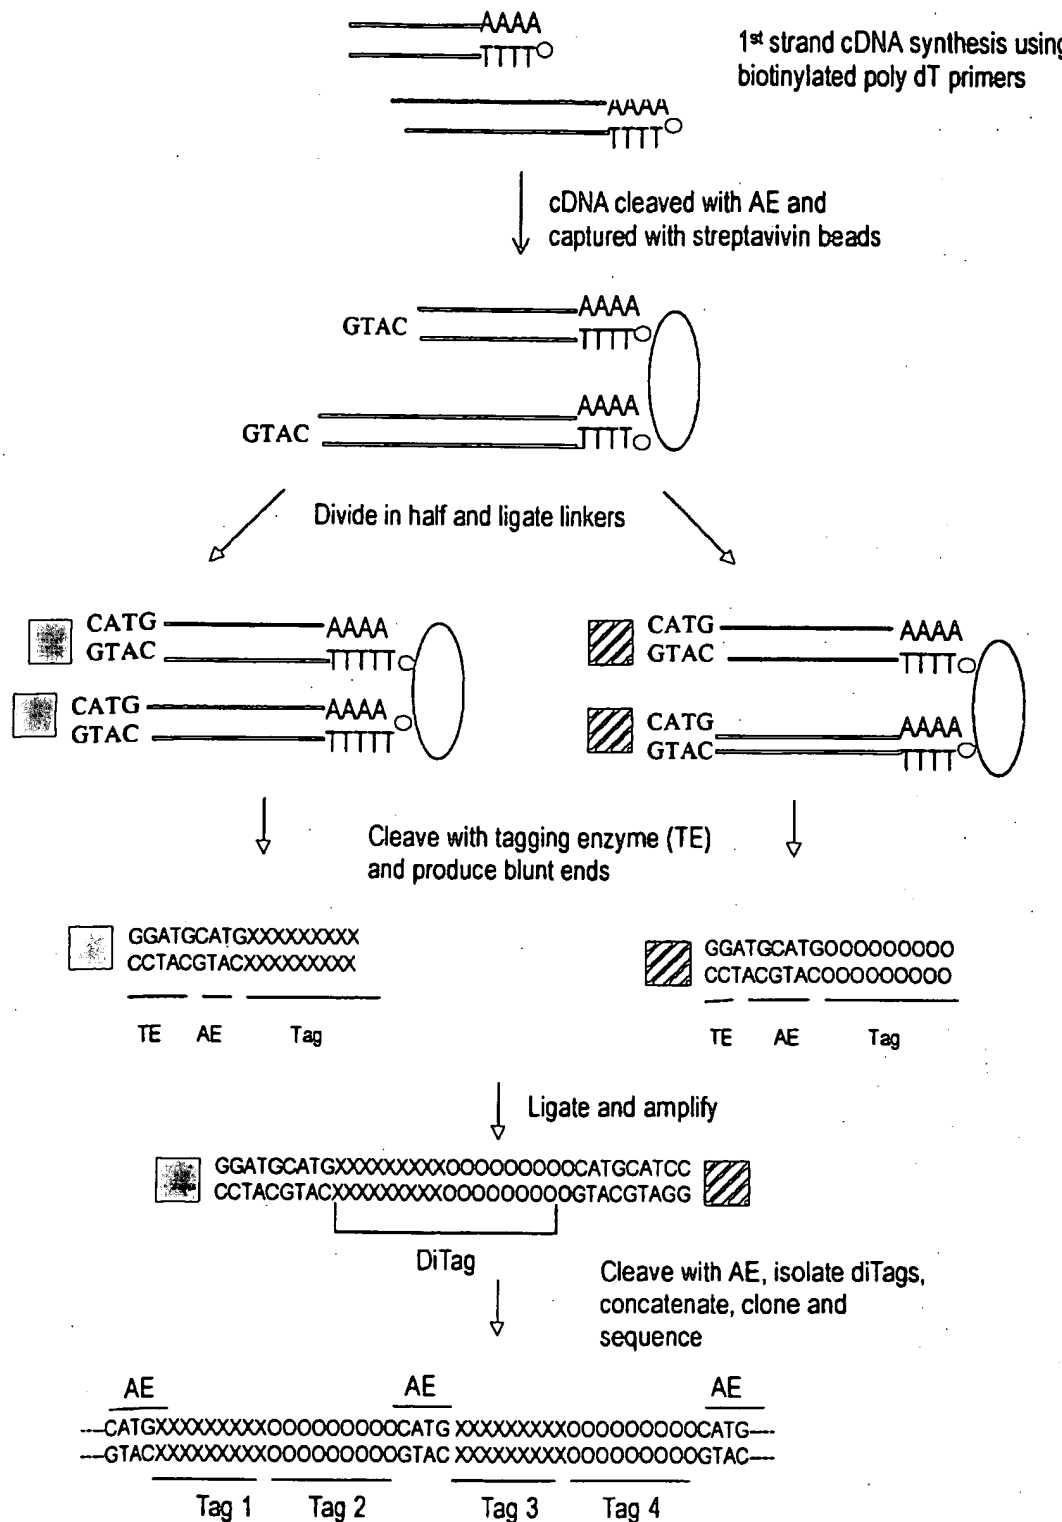 AAAA
TTTT
1st strand cDNA synthesis using
biotinylated poly dT primers
AAAA
TTTT
cDNA cleaved with AE and
captured with streptavivin beads
AAAA
GTAC
TTTT
AAAA
GTAC
TTTT
Divide in half and ligate linkers
CATG AAAA
GTAC TTTTT
CATG AAAA
GTAC TTTTT
CATG AAAA
GTAC TTTT
CATG AAAA
GTAC TTTT
Cleave with tagging enzyme (TE)
and produce blunt ends
GGATGCATGXXXXXXXXX
CCTACGTACXXXXXXXXX
TE AE Tag
GGATGCATGOOOOOOOOO
CCTACGTACOOOOOOOOO
TE AE Tag
Ligate and amplify
GGATGCATGXXXXXXXXXOOOOOOOOOCATGCATCC
CCTACGTACXXXXXXXXXOOOOOOOOOGTACGTAGG
DiTag
Cleave with AE, isolate diTags,
concatenate, clone and
sequence
AE AE AE
----CATGXXXXXXXXXOOOOOOOOOCATGXXXXXXXXXOOOOOOOOOCATG----
----GTACXXXXXXXXXOOOOOOOOOGTACXXXXXXXXXOOOOOOOOOGTAC----
Tag 1 Tag 2 Tag 3 Tag 4